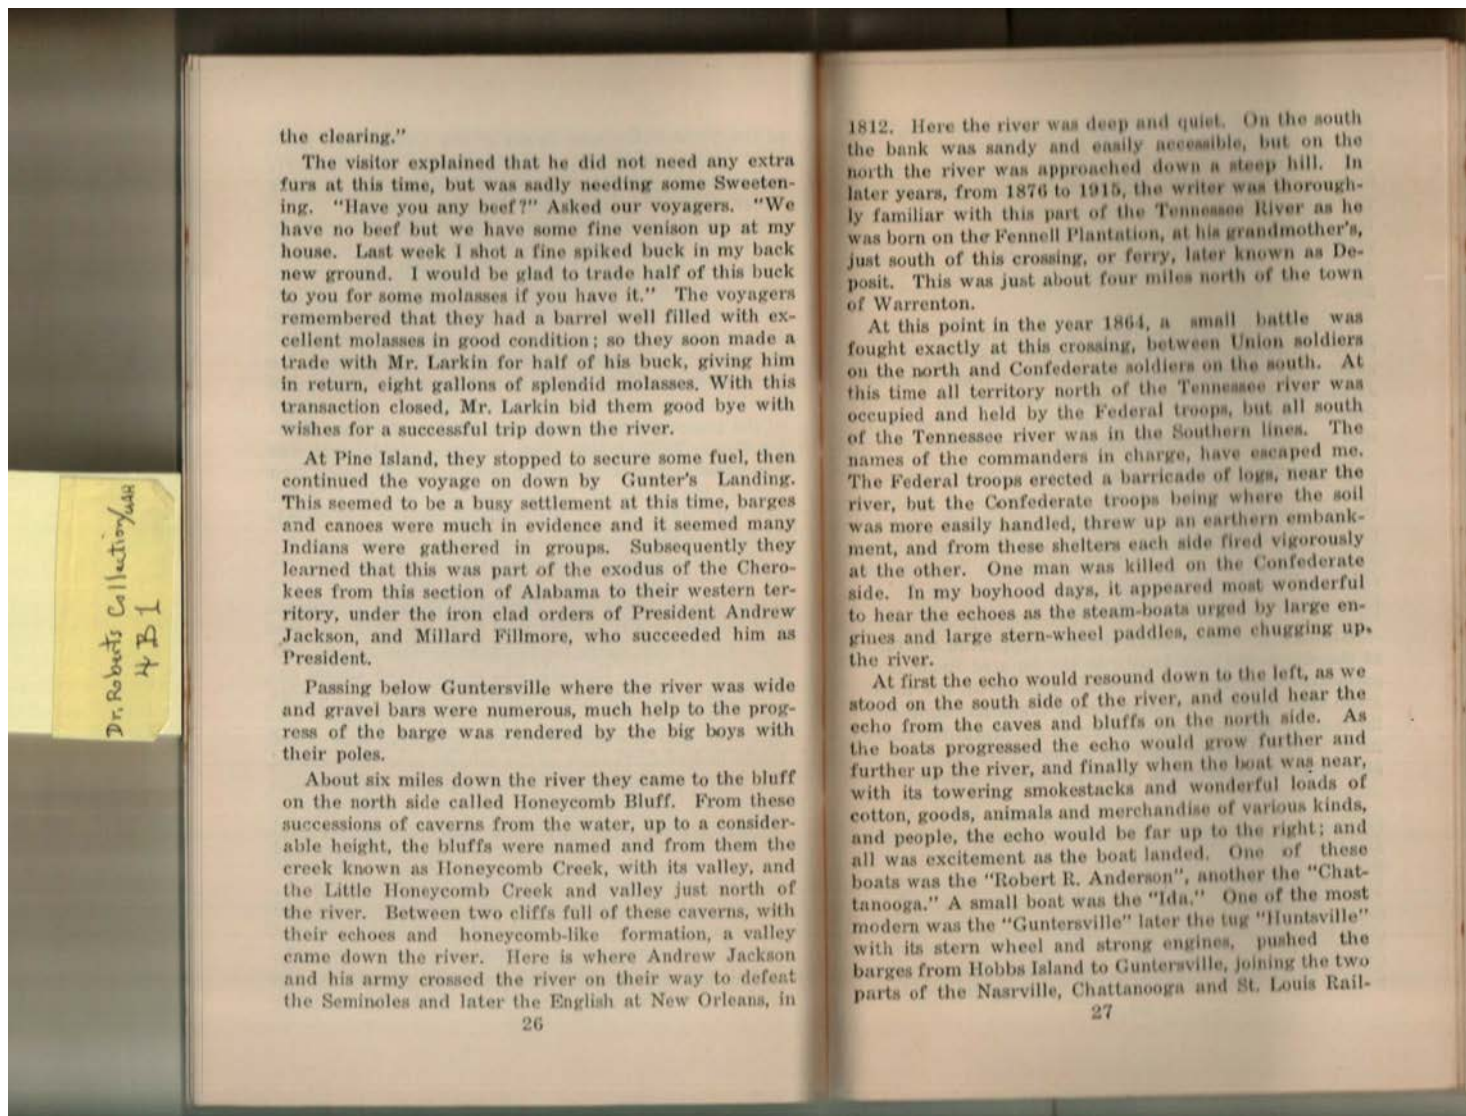 the clearing."
The visitor explained that he did not need any extra
furs at this time, but was sadly needing some Sweeten-
ing. "Have you any beef?" Asked our voyagers. "We
have no beef but we have some fine venison up at my
house. Last week I shot a fine spiked buck in my back
new ground. I would be glad to trade half of this buck
to you for some molasses if you have it." The voyagers
remembered that they had a barrel well filled with ex-
cellent molasses in good condition; so they soon made a
trade with Mr. Larkin for half of his buck, giving him
in return, eight gallons of splendid molasses. With this
transaction closed, Mr. Larkin bid them good bye with
wishes for a successful trip down the river.
At Pine Island, they stopped to secure some fuel, then
continued the voyage on down by Gunter's Landing.
This seemed to be a busy settlement at this time, barges
and canoes were much in evidence and it seemed many
Indians were gathered in groups. Subsequently they
learned that this was part of the exodus of the Chero-
kees from this section of Alabama to their western ter-
ritory, under the iron clad orders of President Andrew
Jackson, and Millard Fillmore, who succeeded him as
President.
Passing below Guntersville where the river was wide
and gravel bars were numerous, much help to the prog-
ress of the barge was rendered by the big boys with
their poles.
About six miles down the river they came to the bluff
on the north side called Honeycomb Bluff. From these
successions of caverns from the water, up to a consider-
able height, the bluffs were named and from them the
creek known as Honeycomb Creek, with its valley, and
the Little Honeycomb Creek and valley just north of
the river. Between two cliffs full of these caverns, with
their echoes and honeycomb-like formation, a valley
came down the river. Here is where Andrew Jackson
and his army crossed the river on their way to defeat
the Seminoles and later the English at New Orleans, in
26
1812. Here the river was deep and quiet. On the south
the bank was sandy and easily accessible, but on the
north the river was approached down a steep hill. In
later years, from 1876 to 1915, the writer was thorough-
ly familiar with this part of the Tennessee River as he
was born on the Fennell Plantation, at his grandmother's,
just south of this crossing, or ferry, later known as De-
posit. This was just about four miles north of the town
of Warrenton.
At this point in the year 1864, a small battle was
fought exactly at this crossing, between Union soldiers
on the north and Confederate soldiers on the south. At
this time all territory north of the Tennessee river was
occupied and held by the Federal troops, but all south
of the Tennessee river was in the Southern lines. The
names of the commanders in charge, have escaped me.
The Federal troops erected a barricade of logs, near the
river, but the Confederate troops being where the soil
was more easily handled, threw up an earthern embank-
ment, and from these shelters each side fired vigorously
at the other. One man was killed on the Confederate
side. In my boyhood days, it appeared most wonderful
to hear the echoes as the steam-boats urged by large en-
gines and large stern-wheel paddles, came chugging up
the river.
At first the echo would resound down to the left, as we
stood on the south side of the river, and could hear the
echo from the caves and bluffs on the north side. As
the boats progressed the echo would grow further and
further up the river, and finally when the boat was near,
with its towering smokestacks and wonderful loads of
cotton, goods, animals and merchandise of various kinds,
and people, the echo would be far up to the right; and
all was excitement as the boat landed. One of these
boats was the "Robert R. Anderson", another the "Chat-
tanooga." A small boat was the "Ida." One of the most
modern was the "Guntersville" later the tug "Huntsville"
with its stern wheel and strong engines, pushed the
barges from Hobbs Island to Guntersville, joining the two
parts of the Nasrville, Chattanooga and St. Louis Rail-
27
Dr. Roberts Collection/
4 B 1